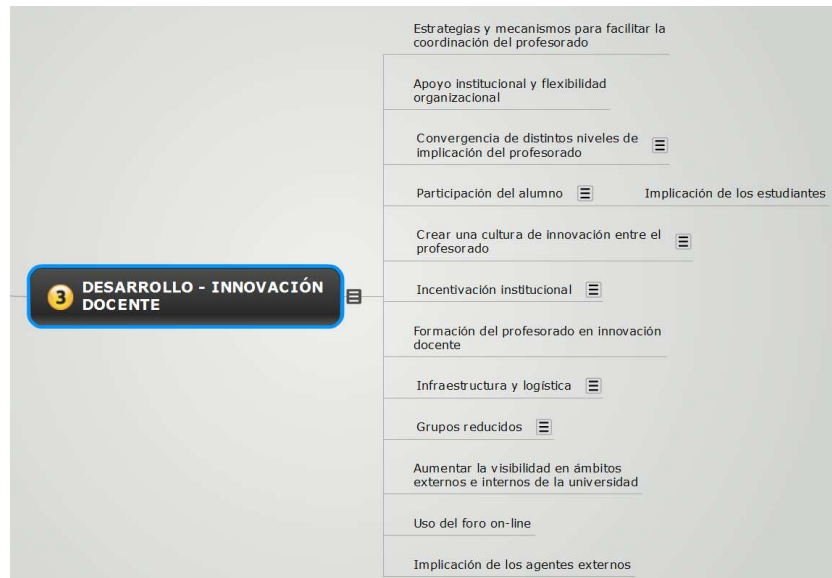 Estrategias y mecanismos para facilitar la
coordinación del profesorado
Apoyo institucional y flexibilidad
organizacional
Convergencia de distintos niveles de
implicación del profesorado
Participación del alumno
Implicación de los estudiantes
Crear una cultura de innovación entre el
profesorado
3
DESARROLLO - INNOVACIÓN
DOCENTE
Incentivación institucional
Formación del profesorado en innovación
docente
Infraestructura y logística
Grupos reducidos
Aumentar la visibilidad en ámbitos
externos e internos de la universidad
Uso del foro on-line
Implicación de los agentes externos